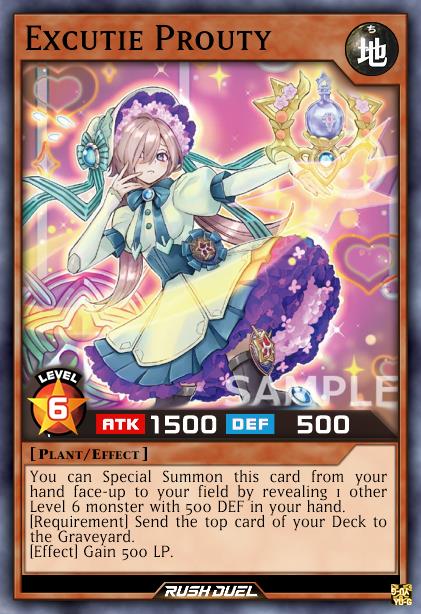 Excutie Prouty
ち
地
SAMPLE
LEVEL
6
ATK 1500 DEF 500
[Plant/Effect]
You can Special Summon this card from your
hand face-up to your field by revealing 1 other
Level 6 monster with 500 DEF in your hand.
[Requirement] Send the top card of your Deck to
the Graveyard.
[Effect] Gain 500 LP.
RUSH DUEL